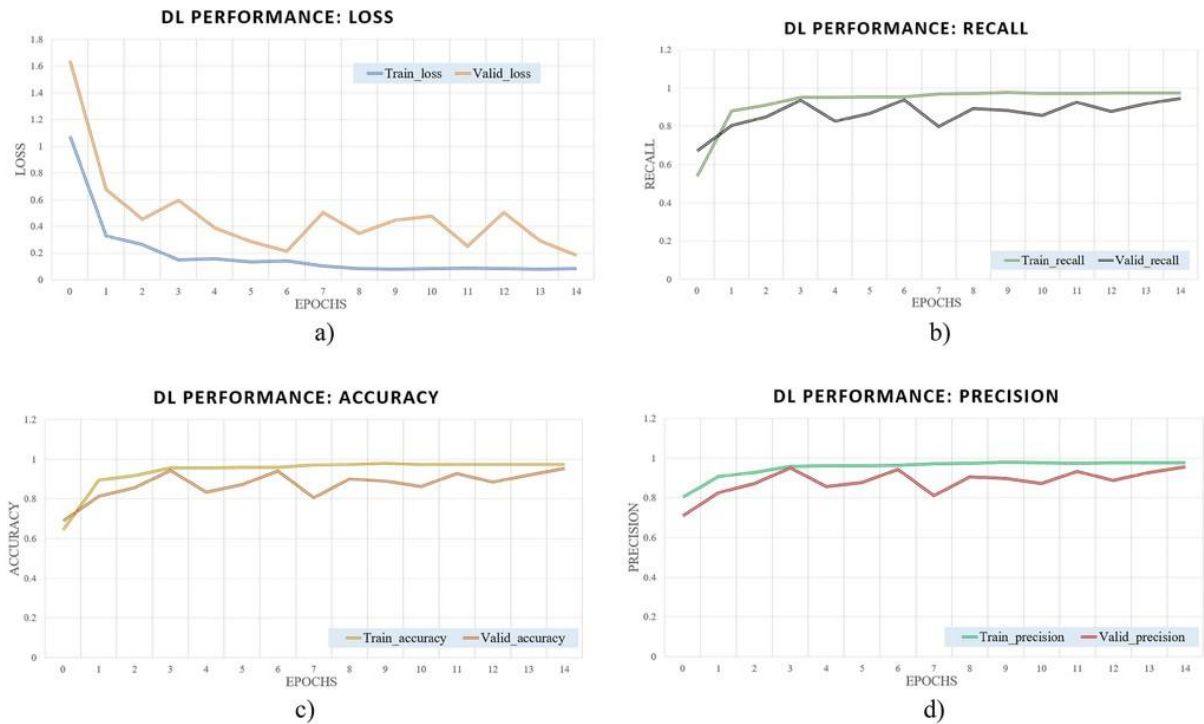 DL PERFORMANCE: LOSS
1.8
1.6
1.4
1.2
1
0.8
0.6
0.4
0.2
0
LOSS
Train_loss Valid_loss
0 1 2 3 4 5 6 7 8 9 10 11 12 13 14
EPOCHS
a)
DL PERFORMANCE: RECALL
1.2
1
0.8
0.6
0.4
0.2
0
RECALL
Train_recall Valid_recall
0 1 2 3 4 5 6 7 8 9 10 11 12 13 14
EPOCHS
b)
DL PERFORMANCE: ACCURACY
1.2
1
0.8
0.6
0.4
0.2
0
ACCURACY
Train_accuracy Valid_accuracy
0 1 2 3 4 5 6 7 8 9 10 11 12 13 14
EPOCHS
c)
DL PERFORMANCE: PRECISION
1.2
1
0.8
0.6
0.4
0.2
0
PRECISION
Train_precision Valid_precision
0 1 2 3 4 5 6 7 8 9 10 11 12 13 14
EPOCHS
d)